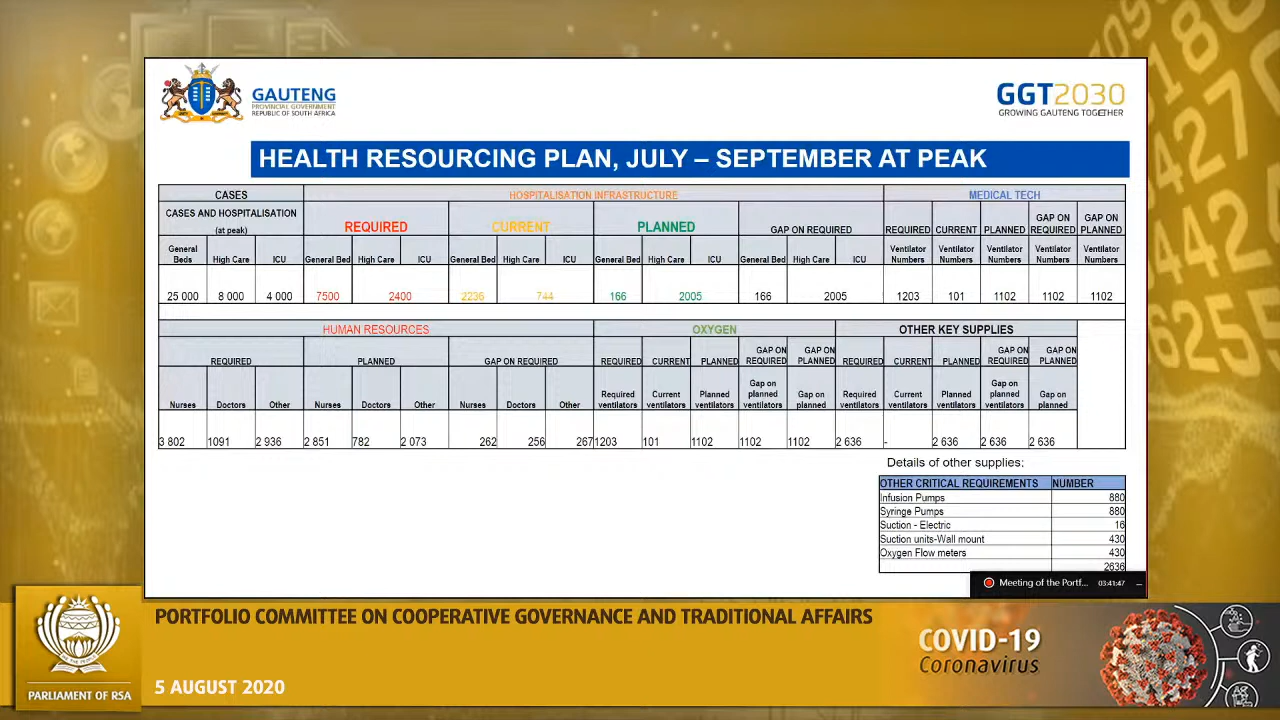 GAUTENG
PROVINCIAL GOVERNMENT
REPUBLIC OF SOUTH AFRICA
GGT2030
GROWING GAUTENG TOGETHER
HEALTH RESOURCING PLAN, JULY – SEPTEMBER AT PEAK
CASES HOSPITALISATION INFRASTRUCTURE MEDICAL TECH
CASES AND HOSPITALISATION (at peak) REQUIRED CURRENT PLANNED GAP ON REQUIRED REQUIRED CURRENT PLANNED GAP ON REQUIRED GAP ON PLANNED
General Beds High Care ICU General Bed High Care ICU General Bed High Care ICU General Bed High Care ICU General Bed High Care ICU Ventilator Numbers Ventilator Numbers Ventilator Numbers Ventilator Numbers Ventilator Numbers
25 000 8 000 4 000 7500 2400 2236 744 166 2005 166 2005 1203 101 1102 1102 1102
HUMAN RESOURCES OXYGEN OTHER KEY SUPPLIES
REQUIRED PLANNED GAP ON REQUIRED REQUIRED CURRENT PLANNED GAP ON REQUIRED GAP ON PLANNED REQUIRED CURRENT PLANNED GAP ON REQUIRED GAP ON PLANNED
Nurses Doctors Other Nurses Doctors Other Nurses Doctors Other Required ventilators Current ventilators Planned ventilators Gap on planned ventilators Gap on planned Required ventilators Current ventilators Planned ventilators Gap on planned ventilators Gap on planned
3 802 1091 2 936 2 851 782 2 073 262 256 267 1203 101 1102 1102 1102 2 636 - 2 636 2 636 2 636
Details of other supplies:
OTHER CRITICAL REQUIREMENTS NUMBER
Infusion Pumps 880
Syringe Pumps 880
Suction - Electric 16
Suction units-Wall mount 430
Oxygen Flow meters 430
2636
Meeting of the Portf... 03:41:47
PORTFOLIO COMMITTEE ON COOPERATIVE GOVERNANCE AND TRADITIONAL AFFAIRS
COVID-19
Coronavirus
PARLIAMENT OF RSA
5 AUGUST 2020